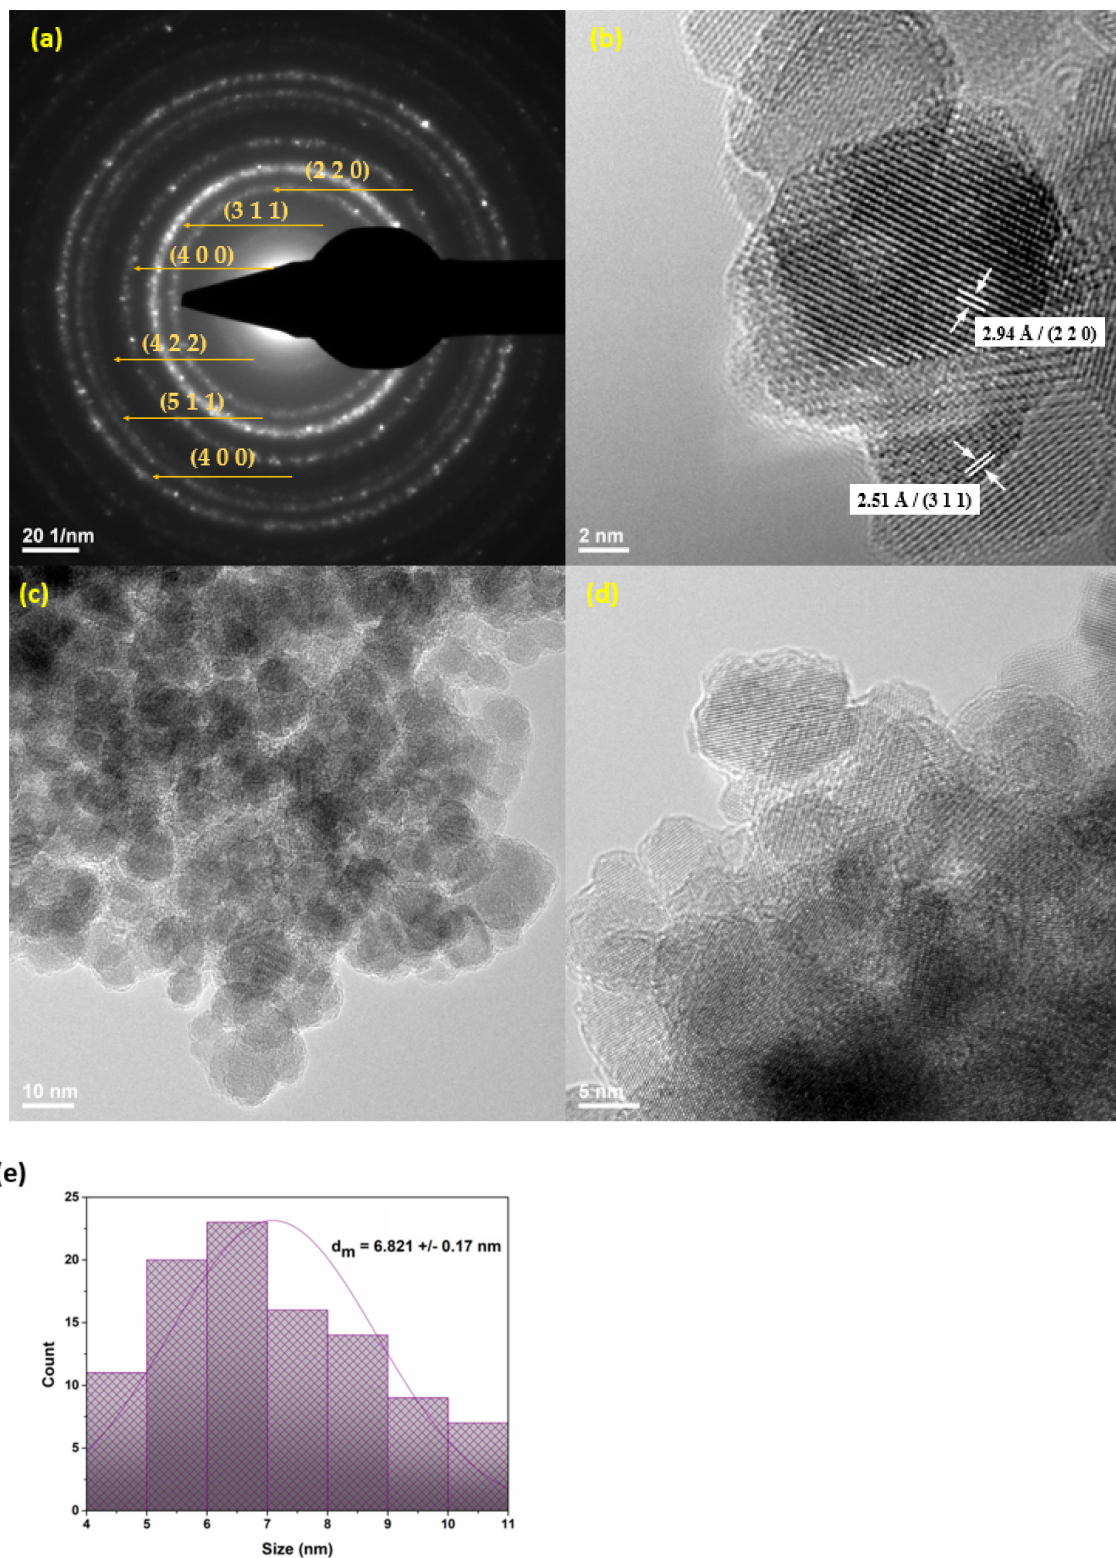 (a)
(2 2 0)
(3 1 1)
(4 0 0)
(4 2 2)
(5 1 1)
(4 0 0)
20 1/nm
(b)
2.94 Å / (2 2 0)
2.51 Å / (3 1 1)
2 nm
(c)
10 nm
(d)
5 nm
(e)
25
20
15
10
5
0
Count
dm = 6.821 +/- 0.17 nm
4 5 6 7 8 9 10 11
Size (nm)